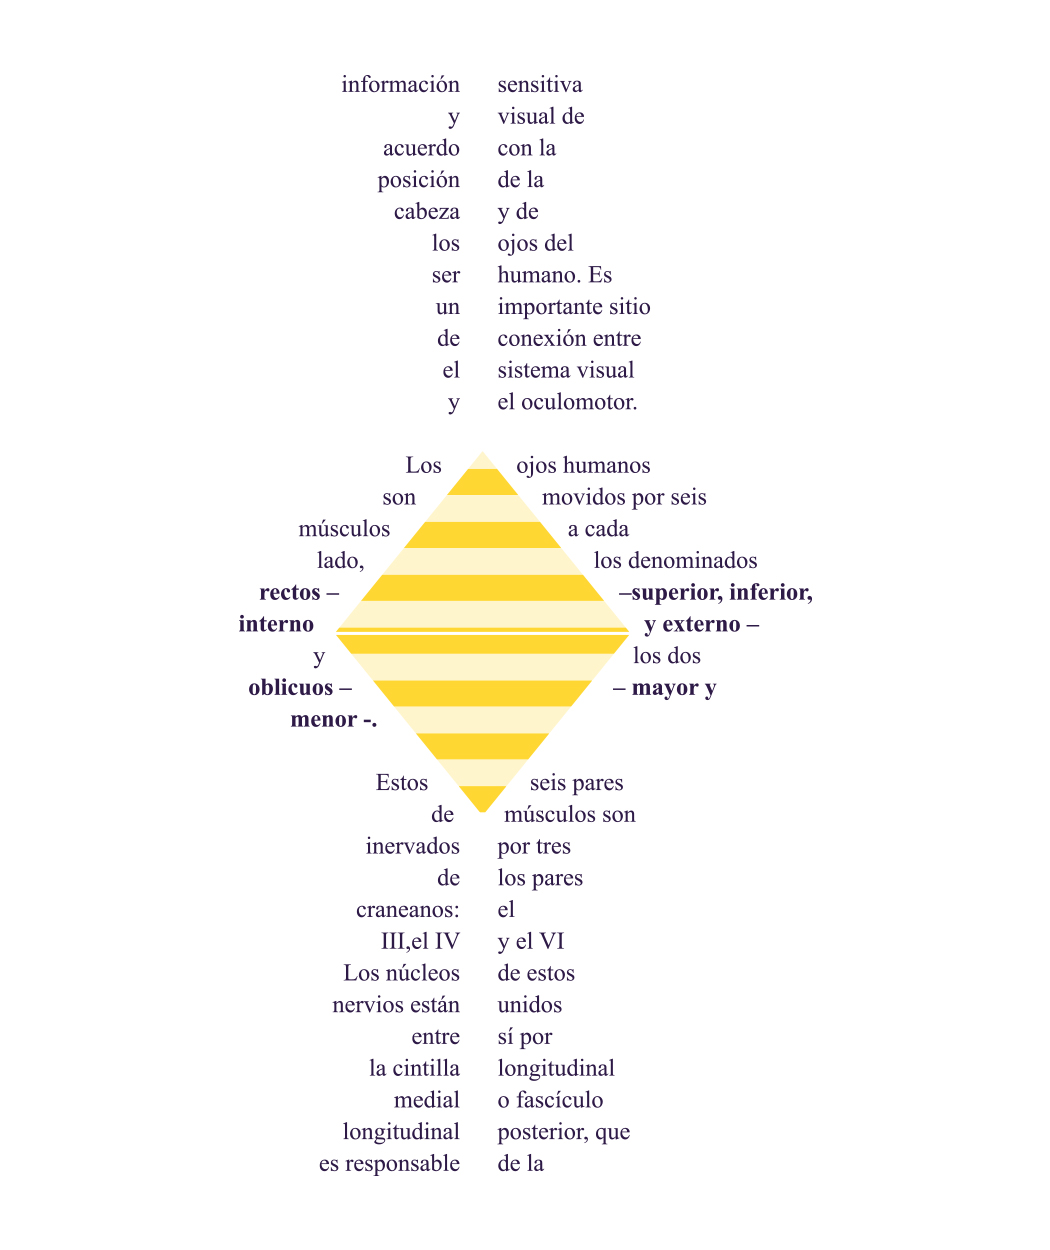 información sensitiva
y visual de
acuerdo con la
posición de la
cabeza y de
los ojos del
ser humano. Es
un importante sitio
de conexión entre
el sistema visual
y el oculomotor.
Los ojos humanos
son movidos por seis
músculos a cada
lado, los denominados
rectos – –superior, inferior,
interno y externo –
y los dos
oblicuos – – mayor y
menor -.
Estos seis pares
de músculos son
inervados por tres
de los pares
craneanos: el
III,el IV y el VI
Los núcleos de estos
nervios están unidos
entre sí por
la cintilla longitudinal
medial o fascículo
longitudinal posterior, que
es responsable de la